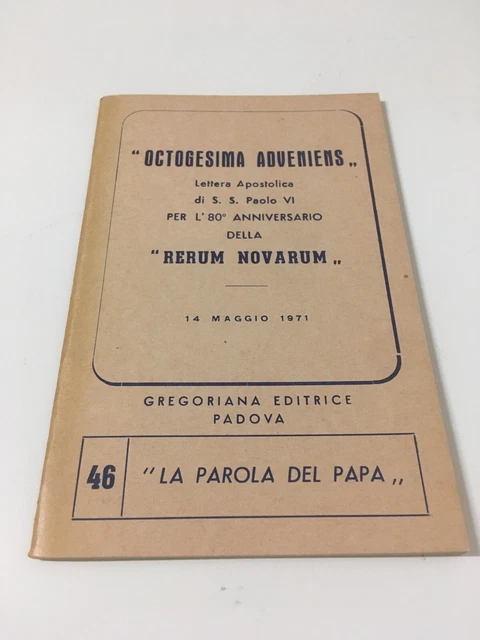 "OCTOGESIMA ADVENIENS„
Lettera Apostolica
di S. S. Paolo VI
PER L'80° ANNIVERSARIO
DELLA
"RERUM NOVARUM„
14 MAGGIO 1971
GREGORIANA EDITRICE
PADOVA
46 "LA PAROLA DEL PAPA„